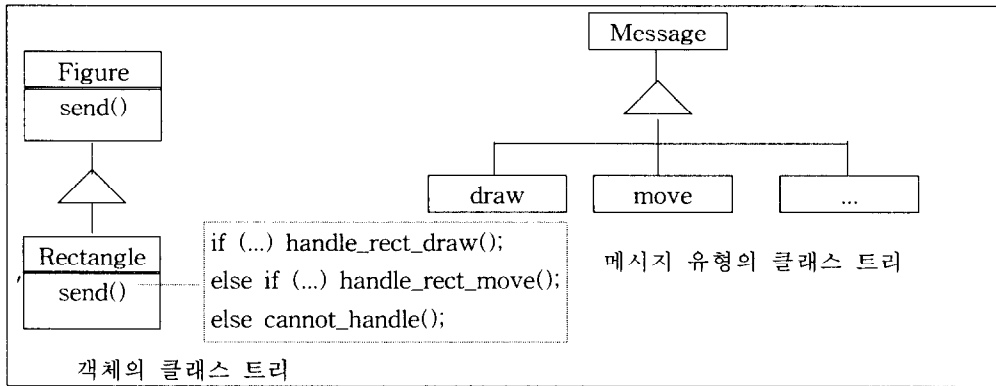 Message
Figure
send()
draw
move
...
Rectangle
send()
if (...) handle_rect_draw();
else if (...) handle_rect_move();
else cannot_handle();
메시지 유형의 클래스 트리
객체의 클래스 트리